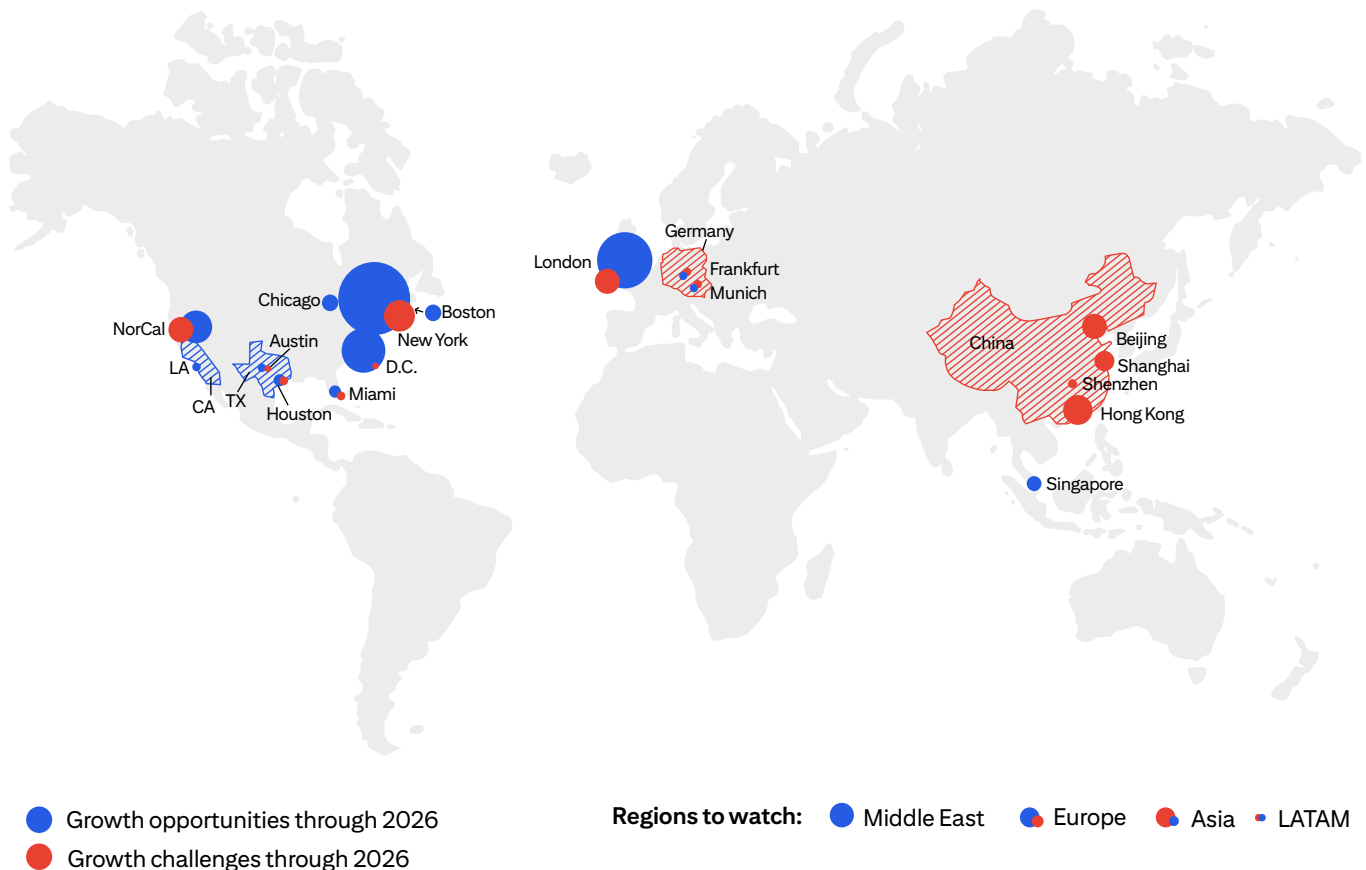 Germany
London
Frankfurt
Munich
Chicago
Boston
NorCal
Austin
New York
Beijing
China
LA
D.C.
Shanghai
Shenzhen
CA
TX
Miami
Houston
Hong Kong
Singapore
Growth opportunities through 2026
Growth challenges through 2026
Regions to watch: Middle East Europe Asia LATAM